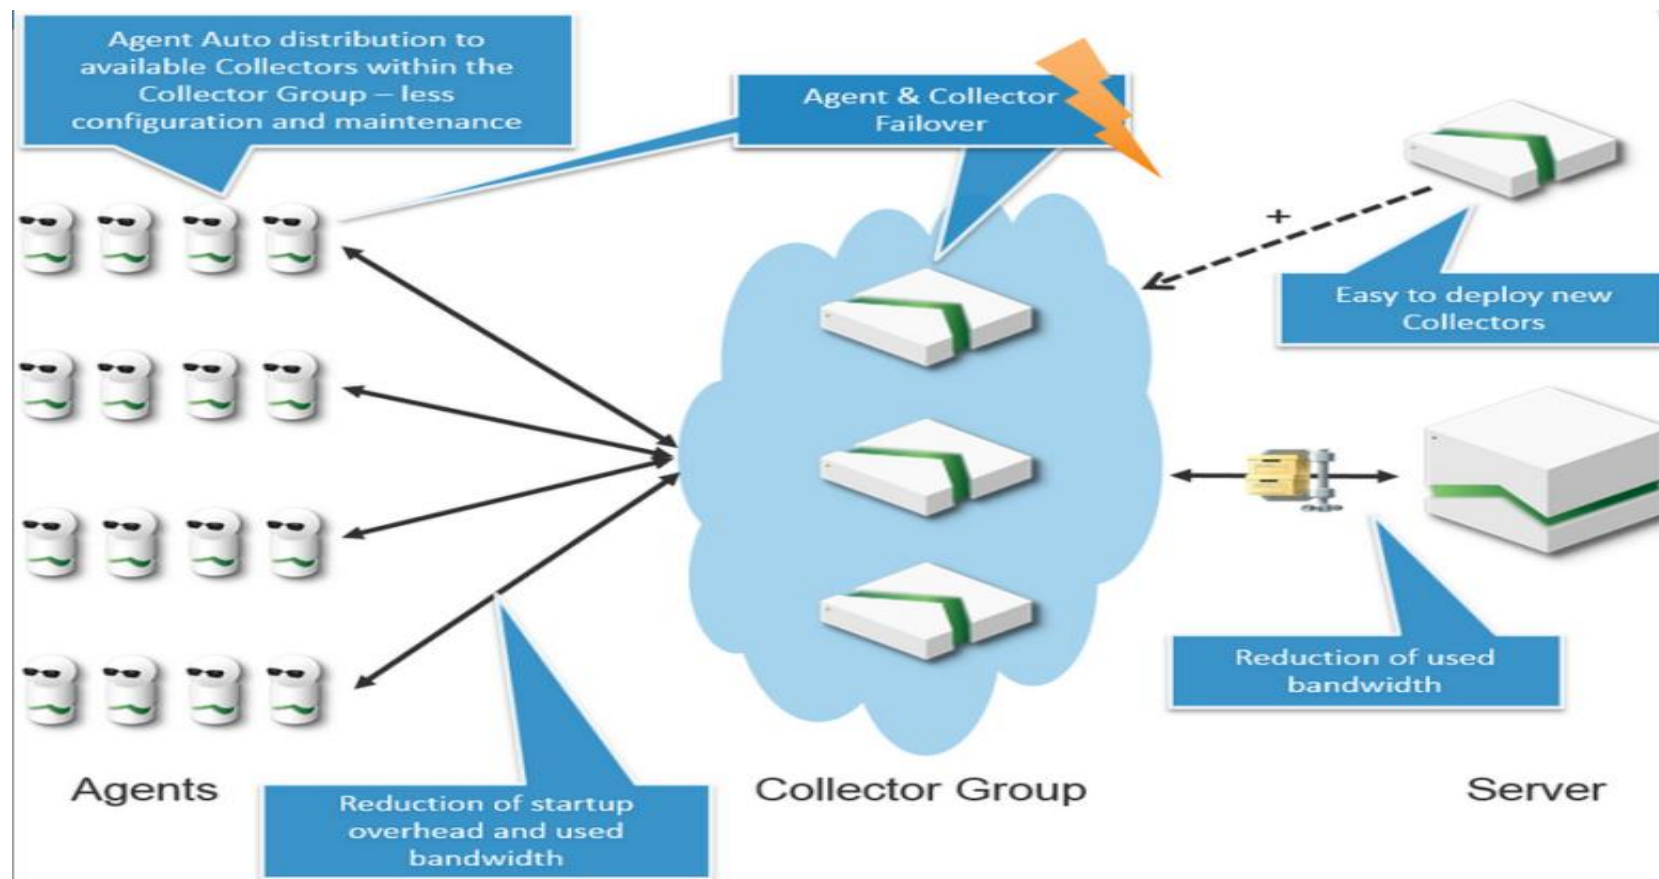 Agent Auto distribution to
available Collectors within the
Collector Group – less
configuration and maintenance
Agent & Collector
Failover
+
Easy to deploy new
Collectors
Reduction of used
bandwidth
Agents
Collector Group
Server
Reduction of startup
overhead and used
bandwidth